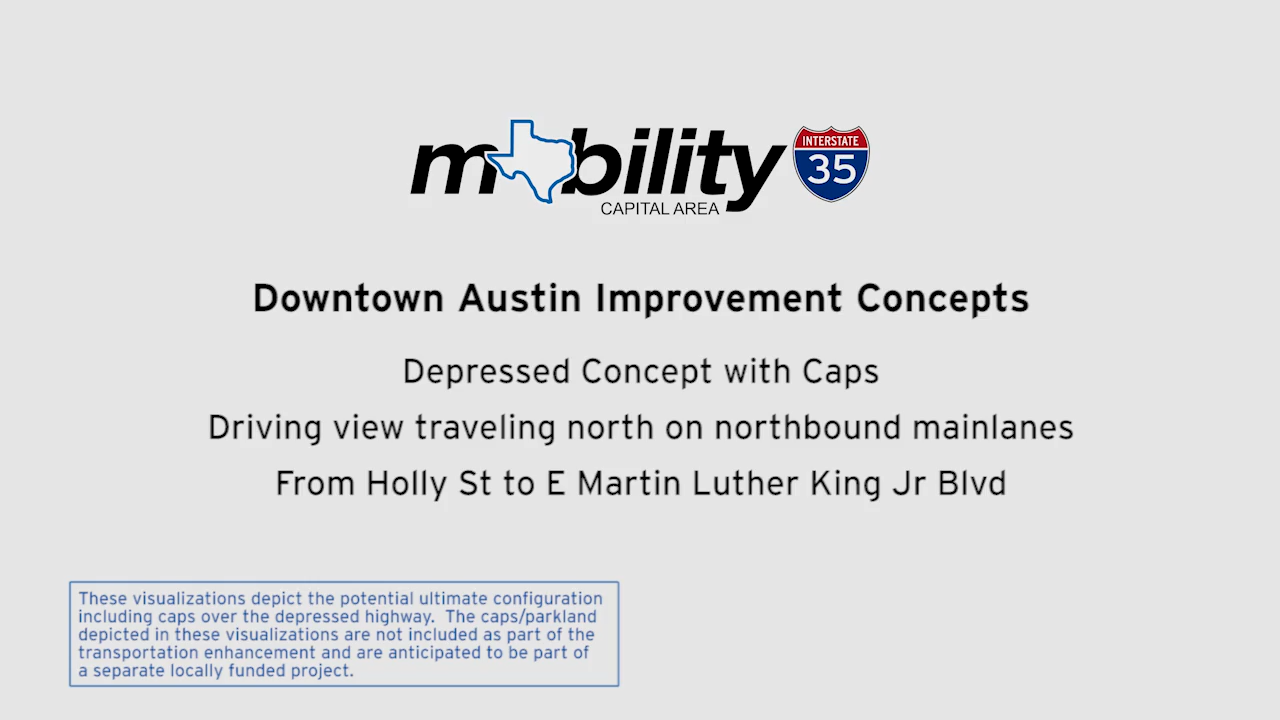 mobility
INTERSTATE
35
CAPITAL AREA
Downtown Austin Improvement Concepts
Depressed Concept with Caps
Driving view traveling north on northbound mainlanes
From Holly St to E Martin Luther King Jr Blvd
These visualizations depict the potential ultimate configuration
including caps over the depressed highway.  The caps/parkland
depicted in these visualizations are not included as part of the
transportation enhancement and are anticipated to be part of
a separate locally funded project.